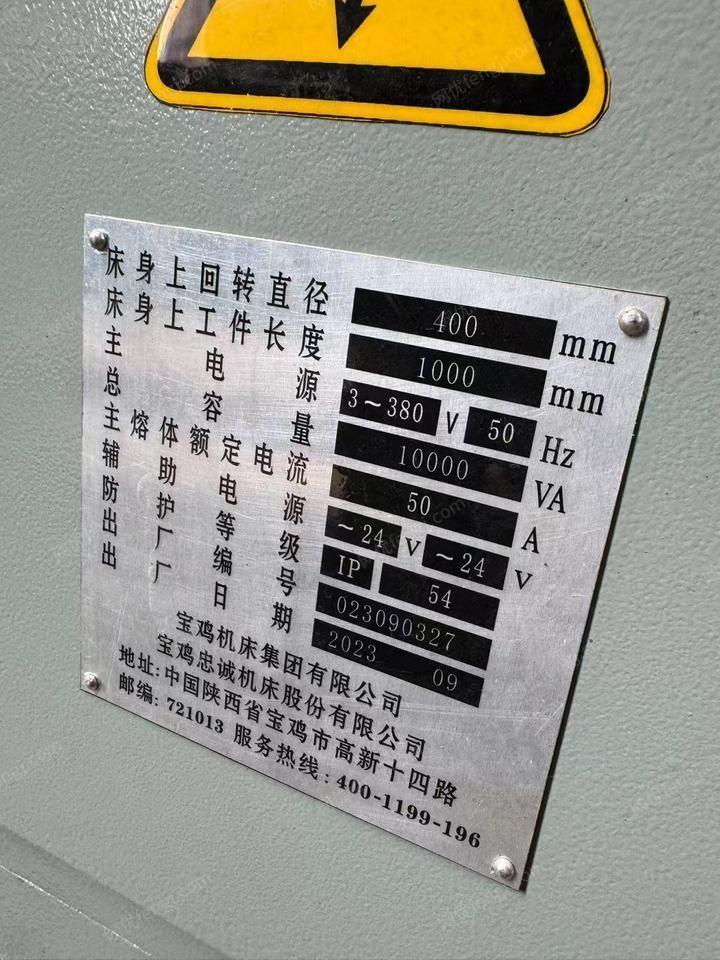 床身上回转直径 400 mm
床身上工件长度 1000 mm
主电源 3~380 V 50 Hz
总容量 10000 VA
主熔体额定电流 50 A
辅助电源 ~24 V ~24 V
防护等级 IP 54
出厂编号 023090327
出厂日期 2023 09
宝鸡机床集团有限公司
宝鸡忠诚机床股份有限公司
地址:中国陕西省宝鸡市高新十四路
邮编: 721013 服务热线:400-1199-196